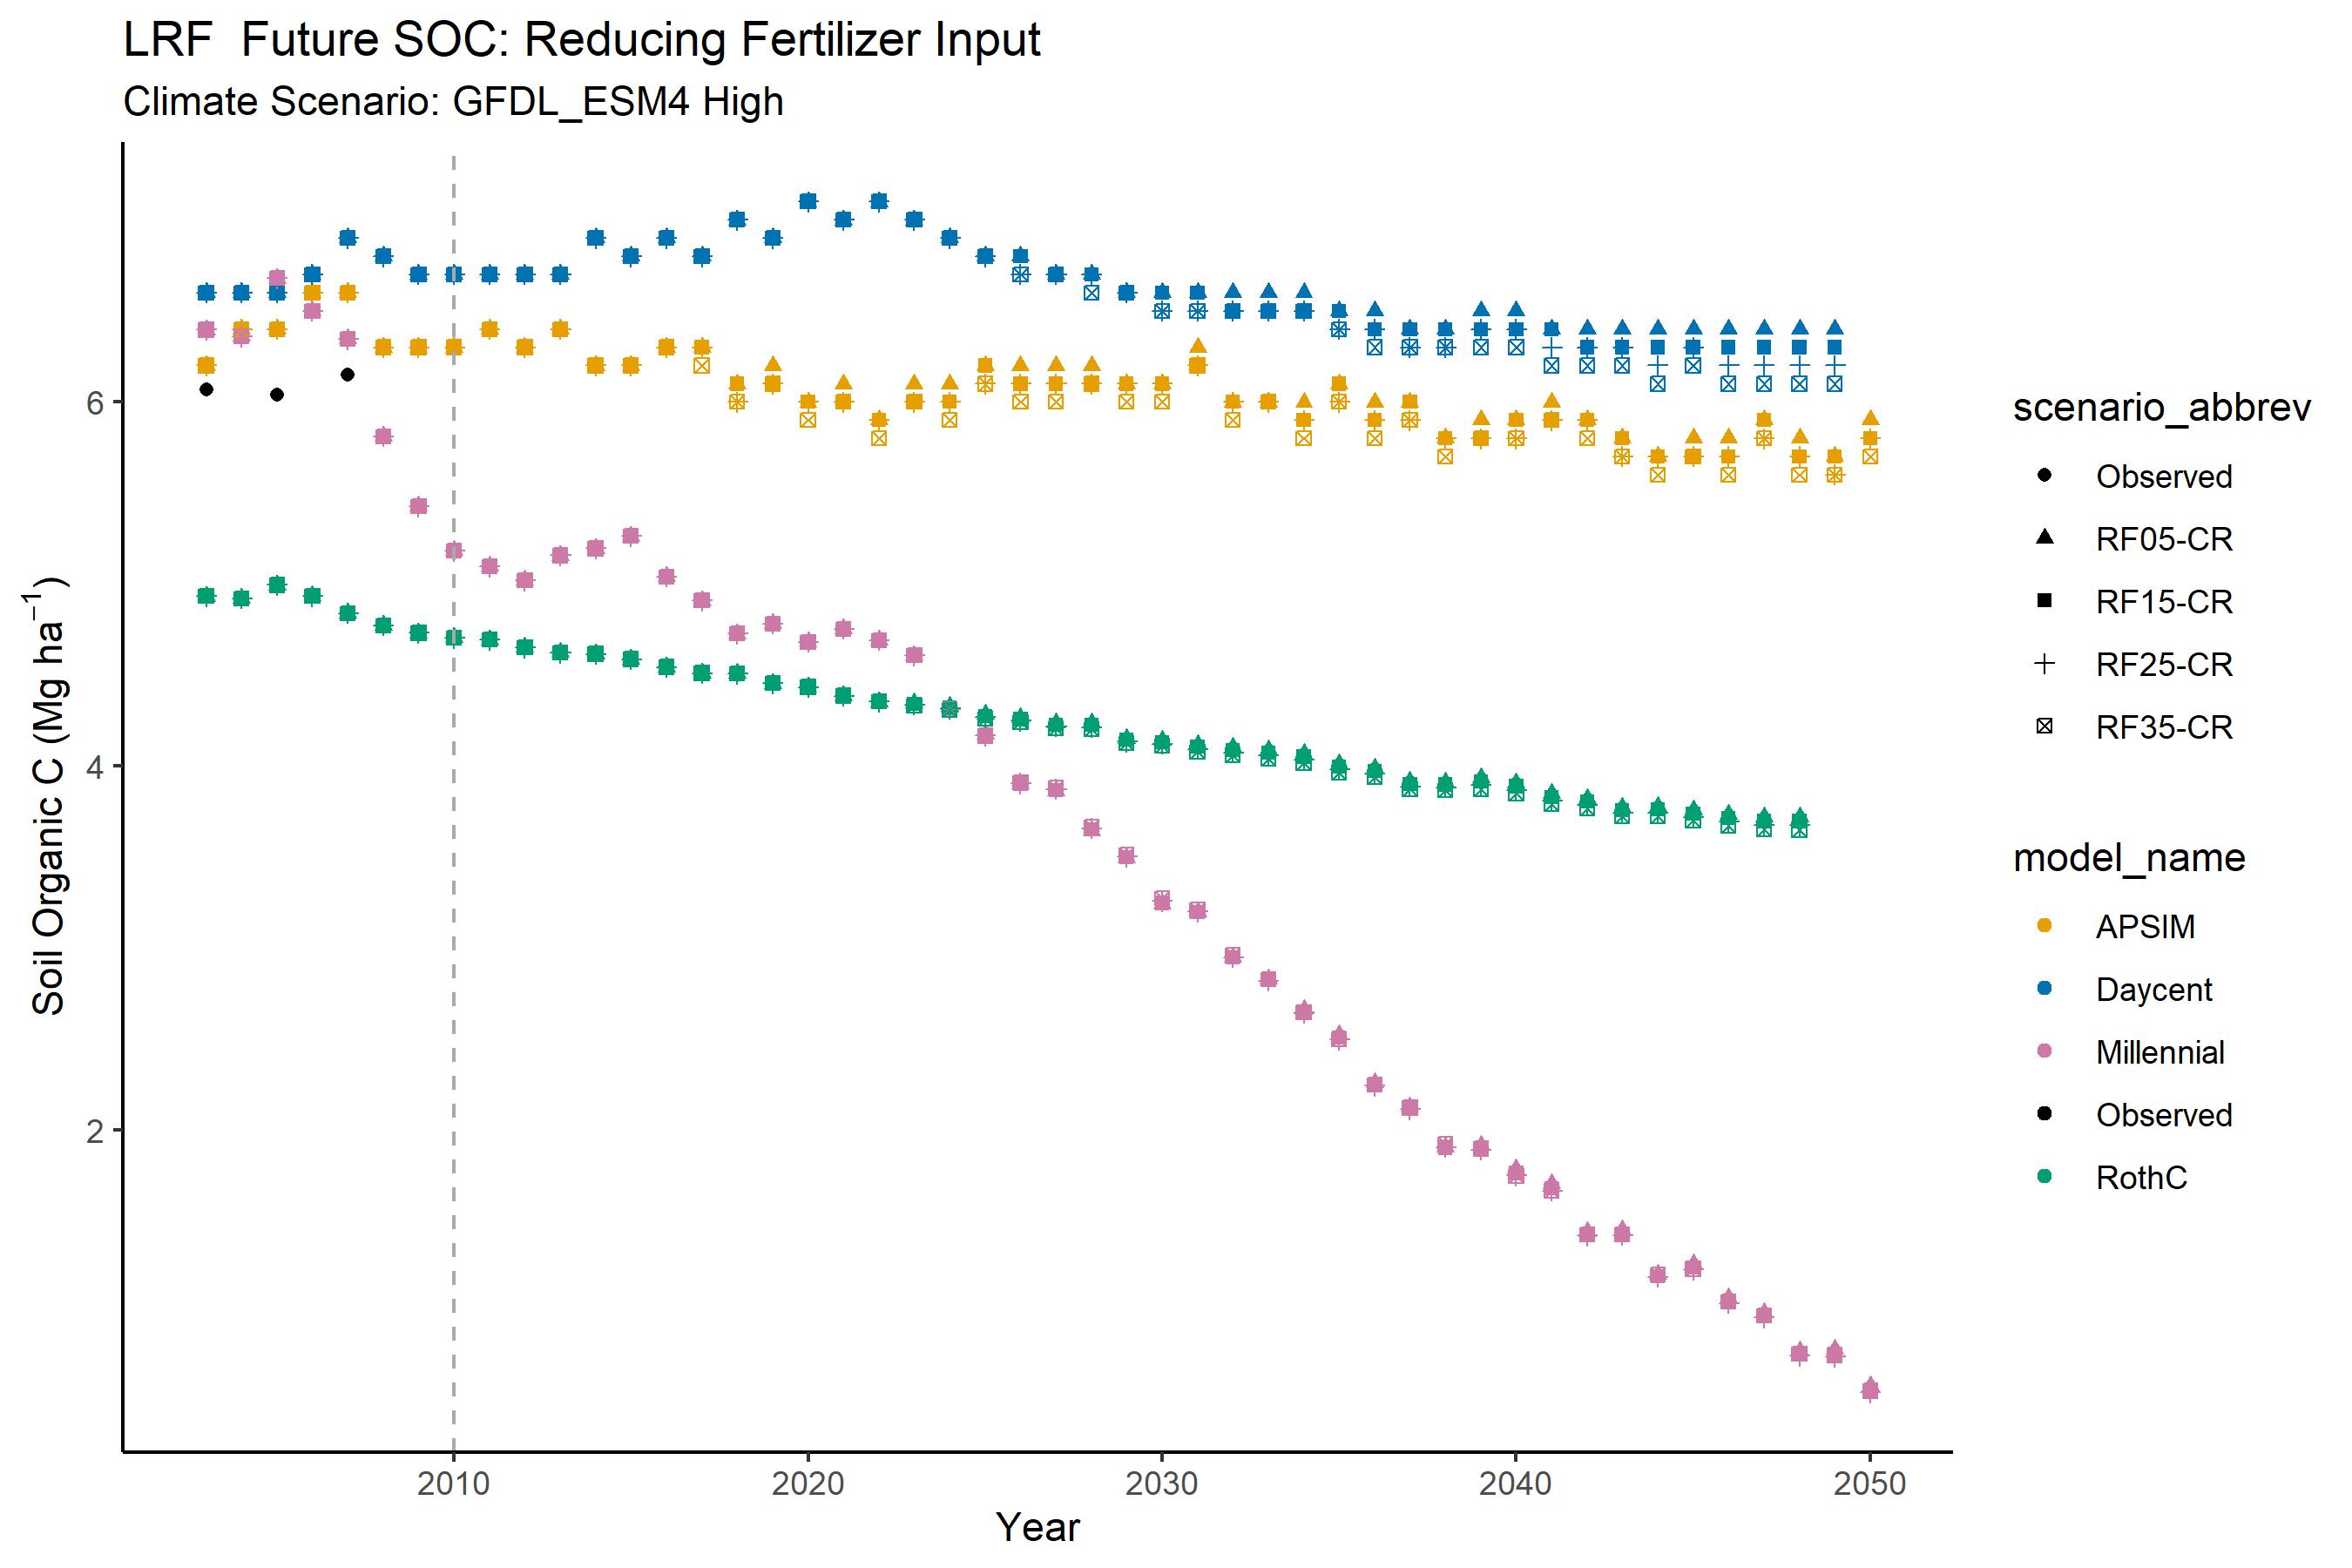 LRF  Future SOC: Reducing Fertilizer Input
Climate Scenario: GFDL_ESM4 High
Soil Organic C (Mg ha⁻¹)
6
4
2
2010
2020
2030
2040
2050
Year
scenario_abbrev
Observed
RF05-CR
RF15-CR
RF25-CR
RF35-CR
model_name
APSIM
Daycent
Millennial
Observed
RothC